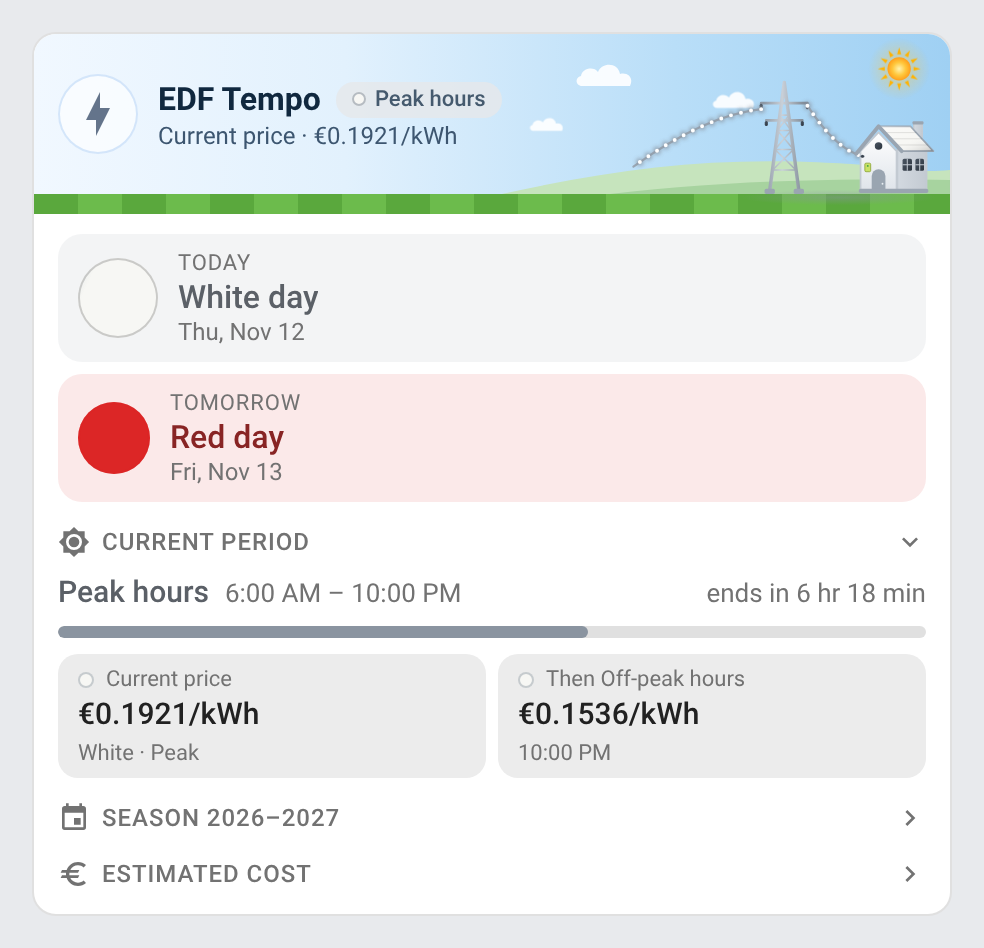 EDF Tempo
Peak hours
Current price · €0.1921/kWh
TODAY
White day
Thu, Nov 12
TOMORROW
Red day
Fri, Nov 13
CURRENT PERIOD
Peak hours 6:00 AM – 10:00 PM
ends in 6 hr 18 min
Current price
€0.1921/kWh
White · Peak
Then Off-peak hours
€0.1536/kWh
10:00 PM
SEASON 2026–2027
ESTIMATED COST